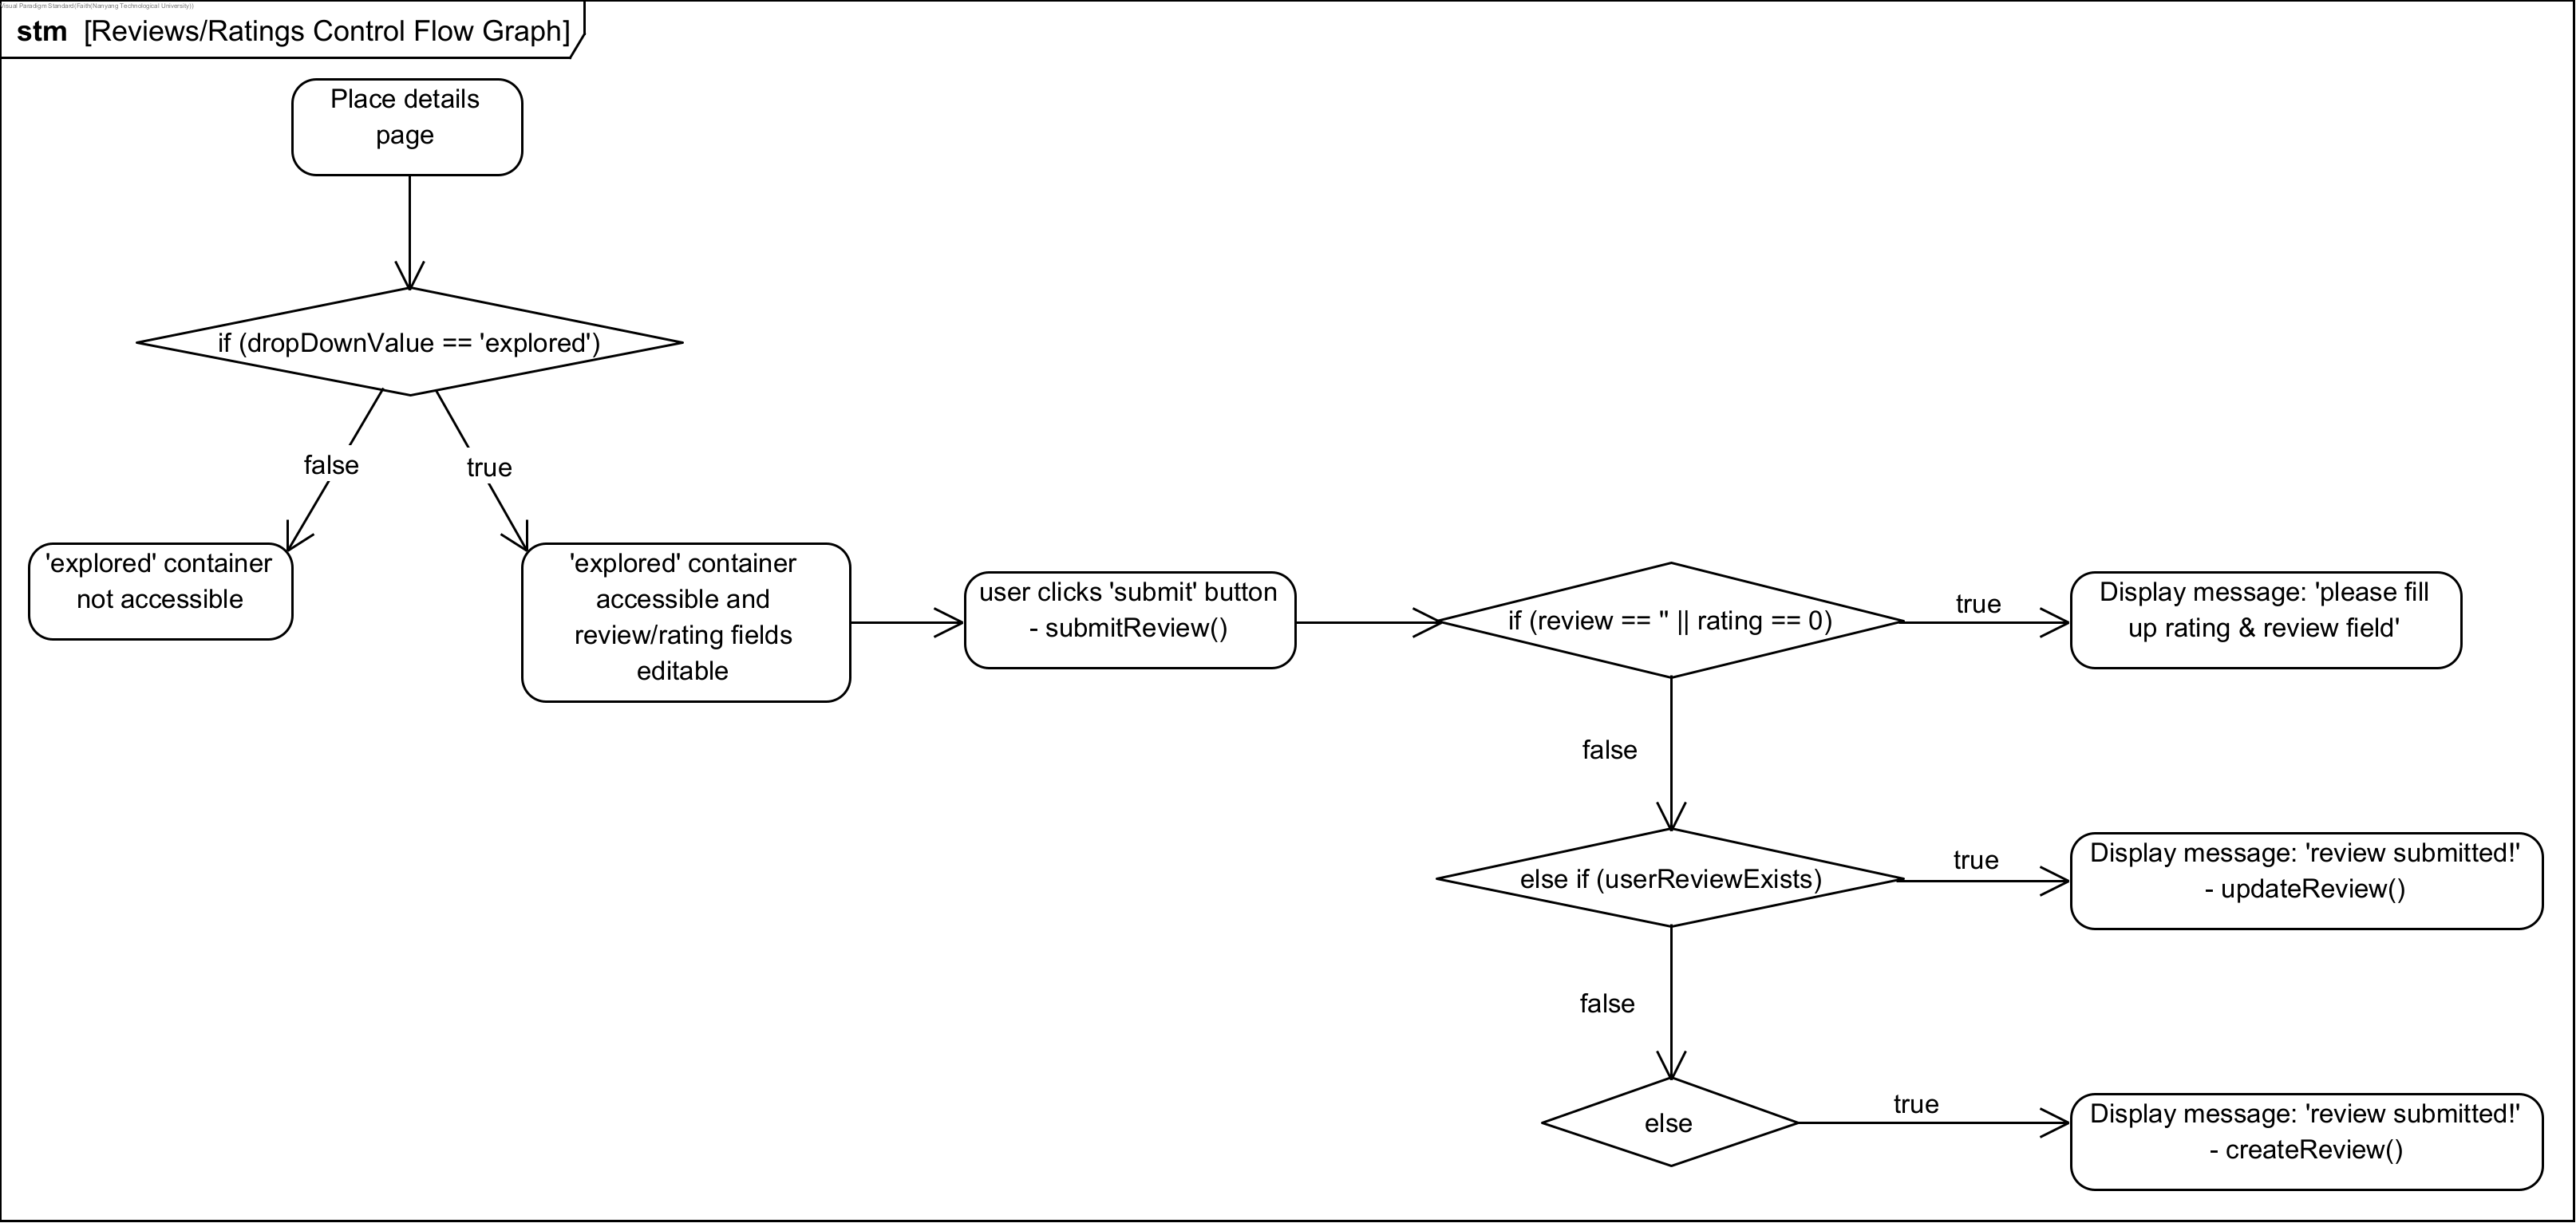 Visual Paradigm Standard(Faith(Nanyang Technological University))
stm [Reviews/Ratings Control Flow Graph]
Place details
page
if (dropDownValue == 'explored')
false
true
'explored' container
not accessible
'explored' container
accessible and
review/rating fields
editable
user clicks 'submit' button
- submitReview()
if (review == '' || rating == 0)
true
Display message: 'please fill
up rating & review field'
false
else if (userReviewExists)
true
Display message: 'review submitted!'
- updateReview()
false
else
true
Display message: 'review submitted!'
- createReview()